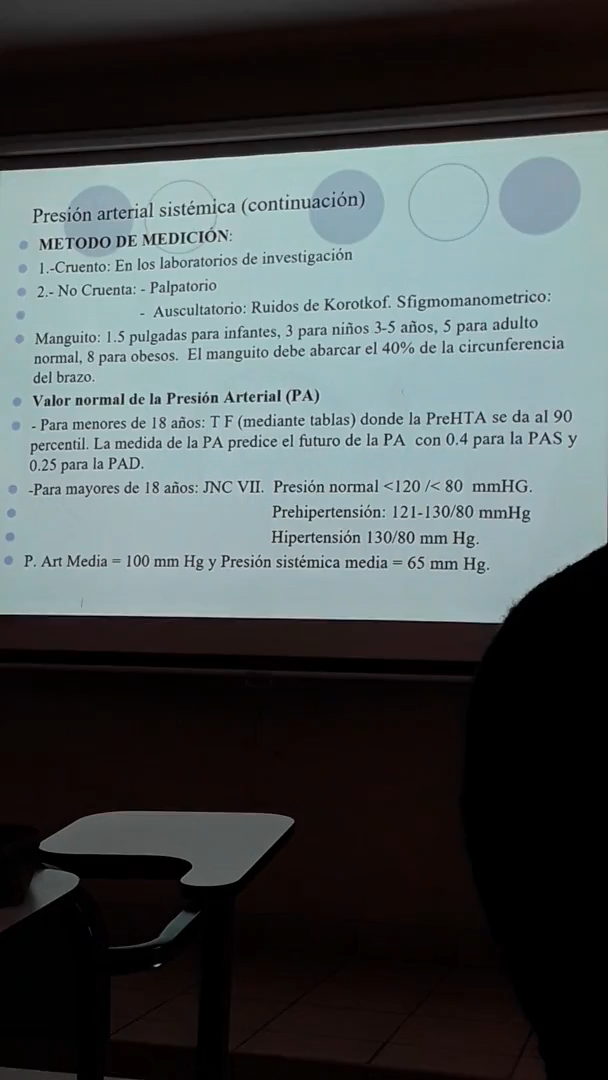 Presión arterial sistémica (continuación)
METODO DE MEDICIÓN:
1.-Cruento: En los laboratorios de investigación
2.- No Cruenta: - Palpatorio
- Auscultatorio: Ruidos de Korotkof. Sfigmomanometrico:
Manguito: 1.5 pulgadas para infantes, 3 para niños 3-5 años, 5 para adulto
normal, 8 para obesos. El manguito debe abarcar el 40% de la circunferencia
del brazo.
Valor normal de la Presión Arterial (PA)
- Para menores de 18 años: T F (mediante tablas) donde la PreHTA se da al 90
percentil. La medida de la PA predice el futuro de la PA con 0.4 para la PAS y
0.25 para la PAD.
-Para mayores de 18 años: JNC VII. Presión normal <120 /< 80 mmHG.
Prehipertensión: 121-130/80 mmHg
Hipertensión 130/80 mm Hg.
P. Art Media = 100 mm Hg y Presión sistémica media = 65 mm Hg.